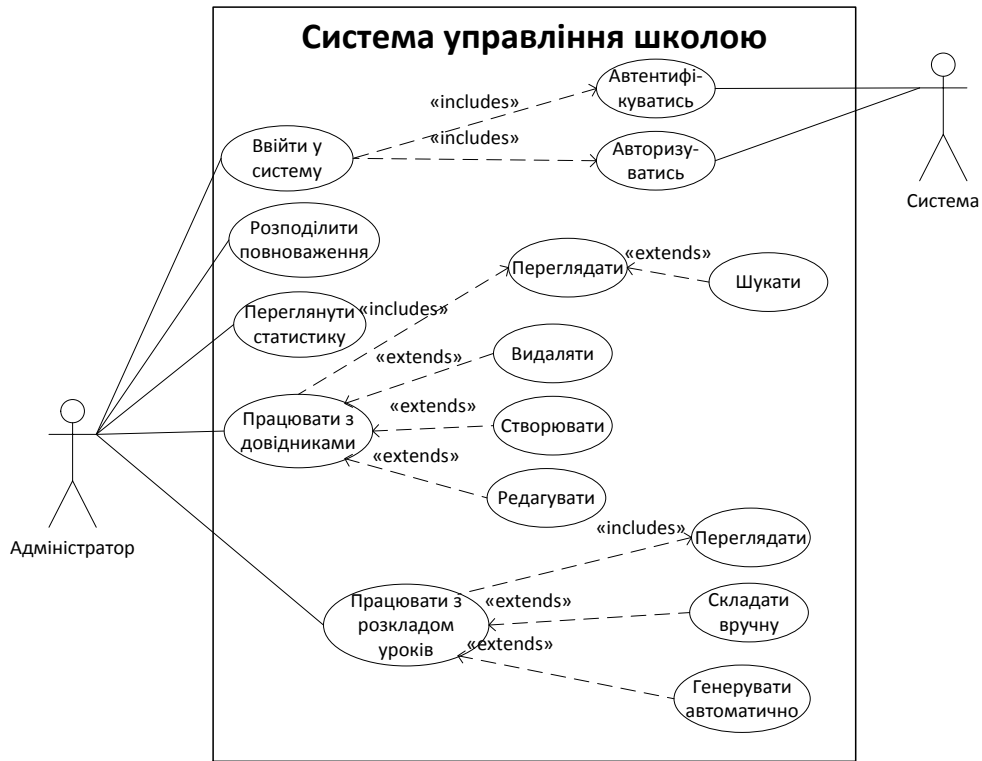 Система управління школою
Автентифі-
куватись
«includes»
«includes»
Ввійти у
систему
Авторизу-
ватись
Система
Розподілити
повноваження
«extends»
Переглядати
Шукати
«includes»
Переглянути
статистику
«extends»
Видаляти
«extends»
Працювати з
довідниками
Створювати
«extends»
Редагувати
Адміністратор
«includes»
Переглядати
Працювати з
розкладом
уроків
«extends»
Складати
вручну
«extends»
Генерувати
автоматично